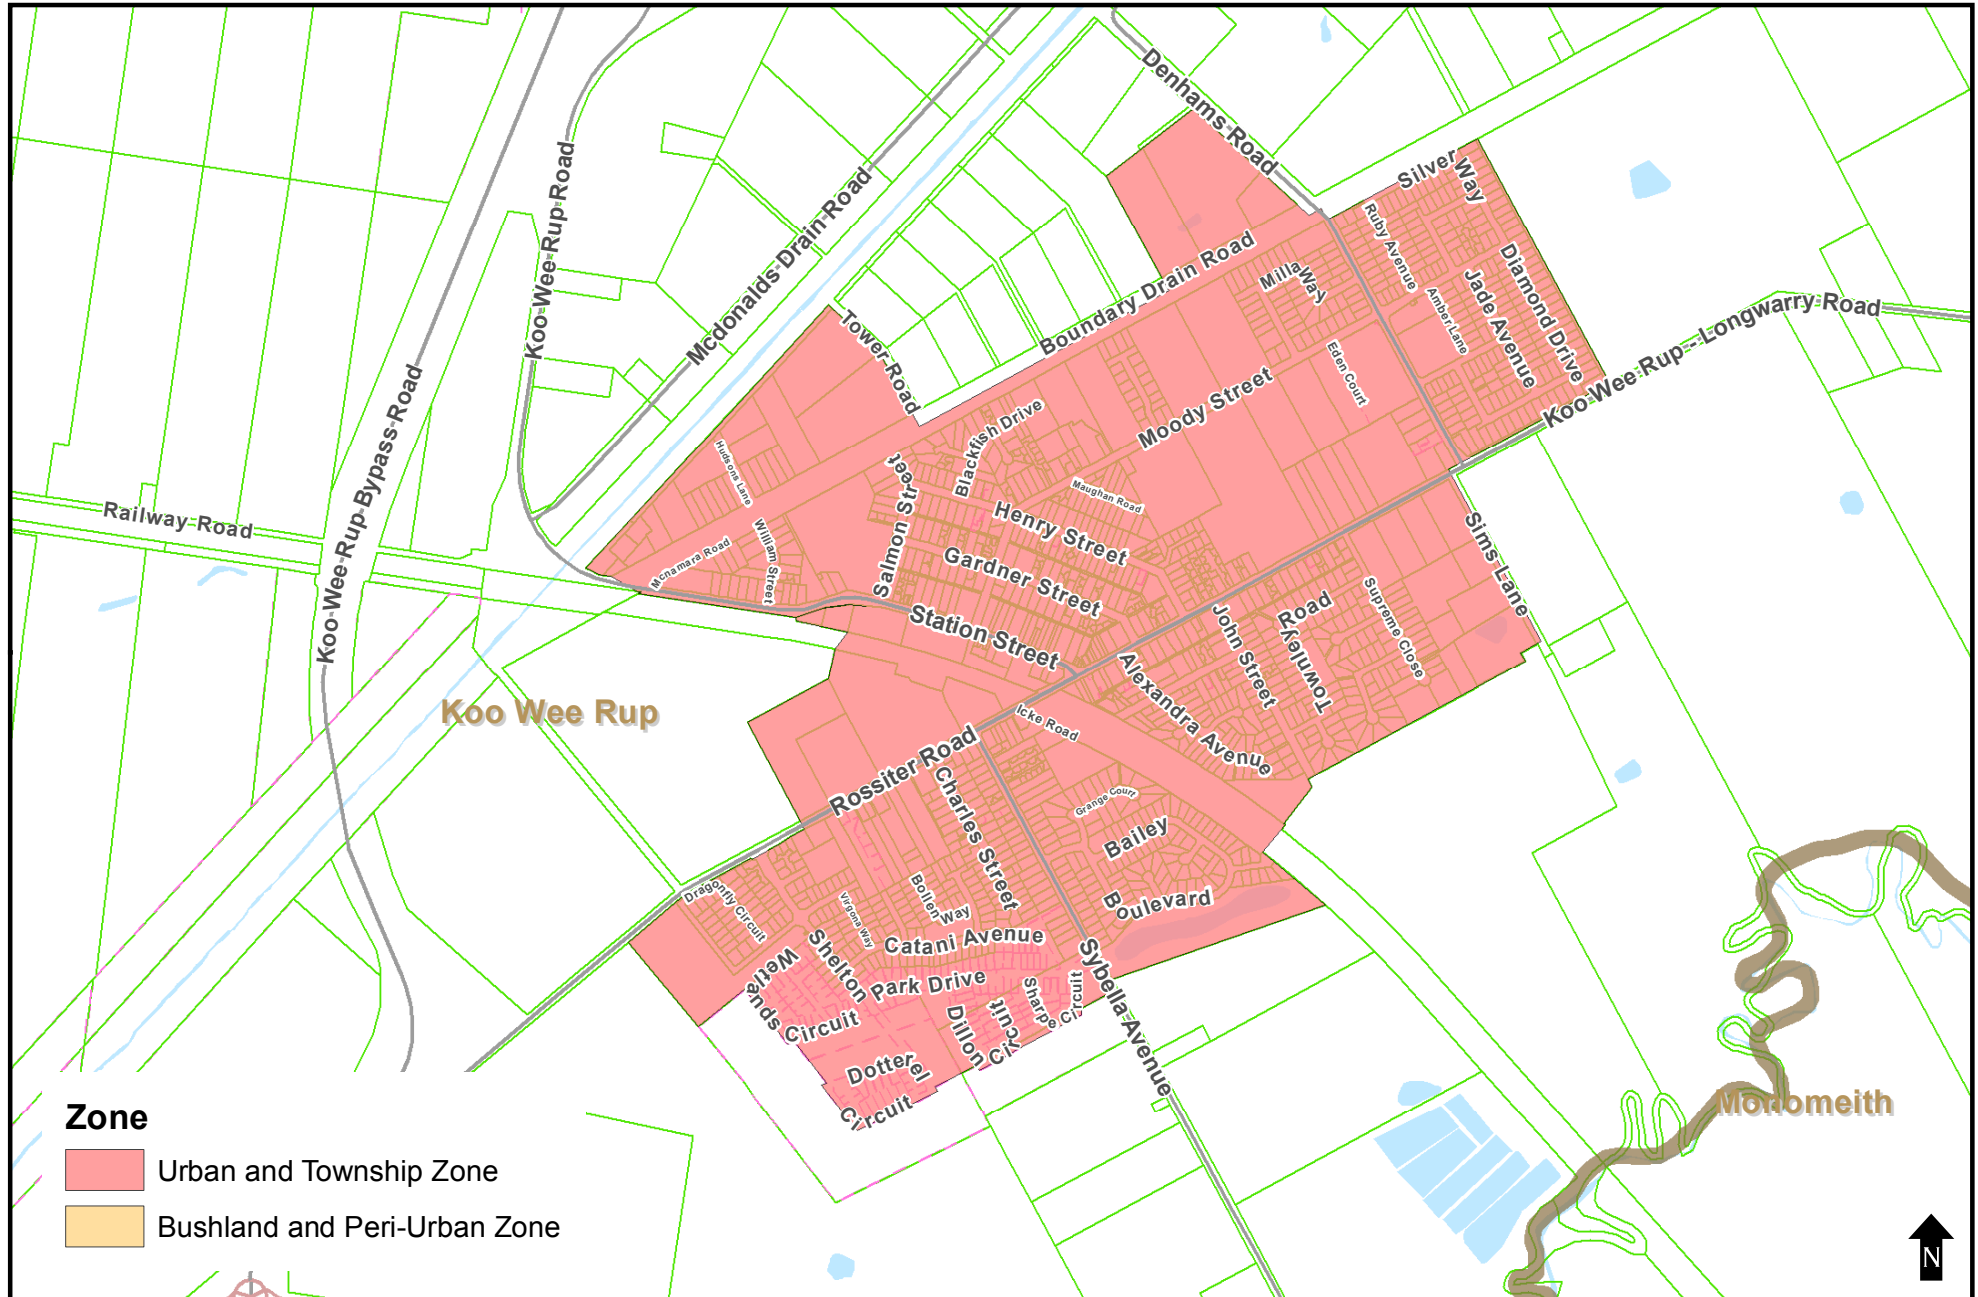 Denhams Road
Silver Way
Ruby Avenue
Diamond Drive
Jade Avenue
Amber Lane
Milla Way
Koo Wee Rup Road
Mcdonalds Drain Road
Boundary Drain Road
Koo Wee Rup - Longwarry Road
Tower Road
Eden Court
Moody Street
Koo Wee Rup Bypass Road
Blackfish Drive
Hudsons Lane
Salmon Street
Maughan Road
Henry Street
Railway Road
William Street
Mcnamara Road
Gardner Street
Sims Lane
Supreme Close
Townley Road
John Street
Station Street
Alexandra Avenue
Koo Wee Rup
Icke Road
Rossiter Road
Charles Street
Grange Court
Bailey Boulevard
Dragonfly Circuit
Virgona Way
Bollen Way
Catani Avenue
Shelton
Wetlands Circuit
Park Drive
Sybella Avenue
Sharpe Circuit
Dillon Circuit
Dotterel Circuit
Monomeith
Zone
Urban and Township Zone
Bushland and Peri-Urban Zone
N